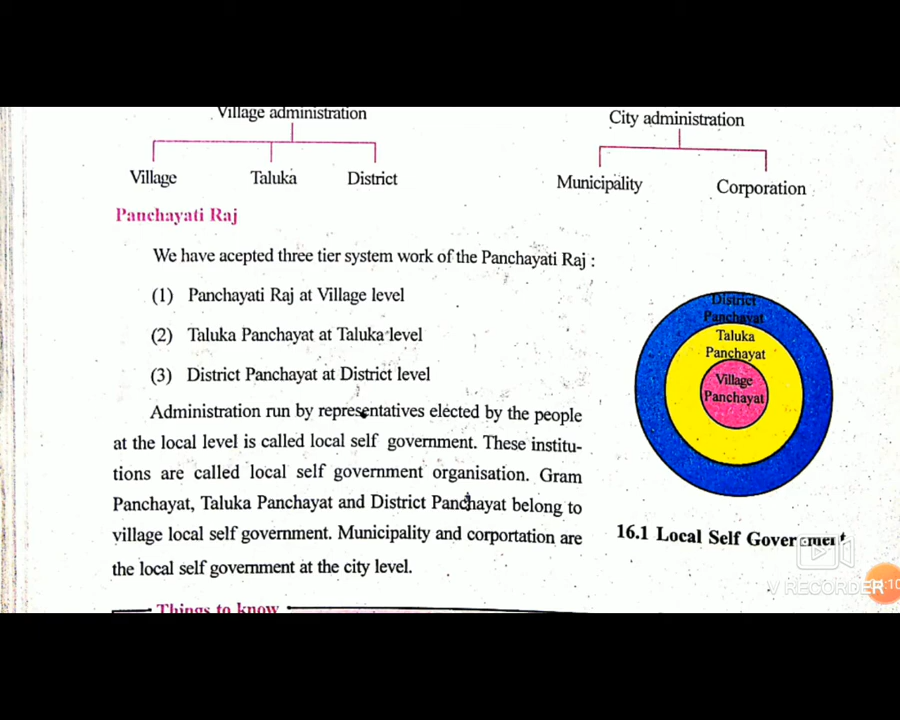 Village administration
City administration
Village
Taluka
District
Municipality
Corporation
Panchayati Raj
We have acepted three tier system work of the Panchayati Raj :
(1) Panchayati Raj at Village level
(2) Taluka Panchayat at Taluka level
(3) District Panchayat at District level
Administration run by representatives elected by the people
at the local level is called local self government. These institu-
tions are called local self government organisation. Gram
Panchayat, Taluka Panchayat and District Panchayat belong to
village local self government. Municipality and corportation are
the local self government at the city level.
District
Panchayat
Taluka
Panchayat
Village
Panchayat
16.1 Local Self Government
Things to know
V RECORDER